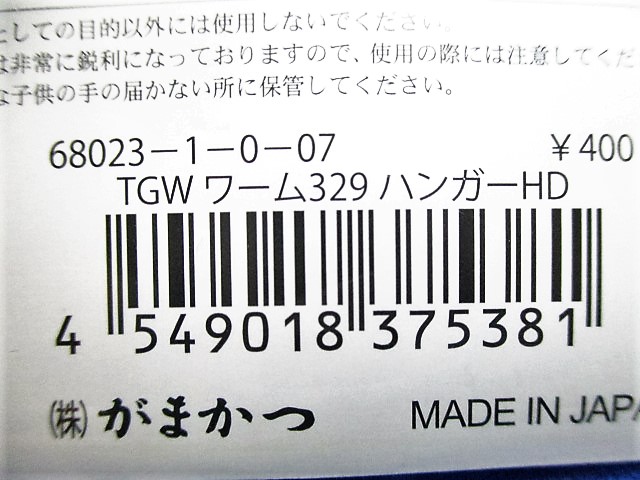 としての目的以外には使用しないでください。
は非常に鋭利になっておりますので、使用の際には注意してくだ
な子供の手の届かない所に保管してください。
68023-1-0-07 ¥400
TGW ワーム329 ハンガーHD
4 549018 375381
㈱がまかつ MADE IN JAPA